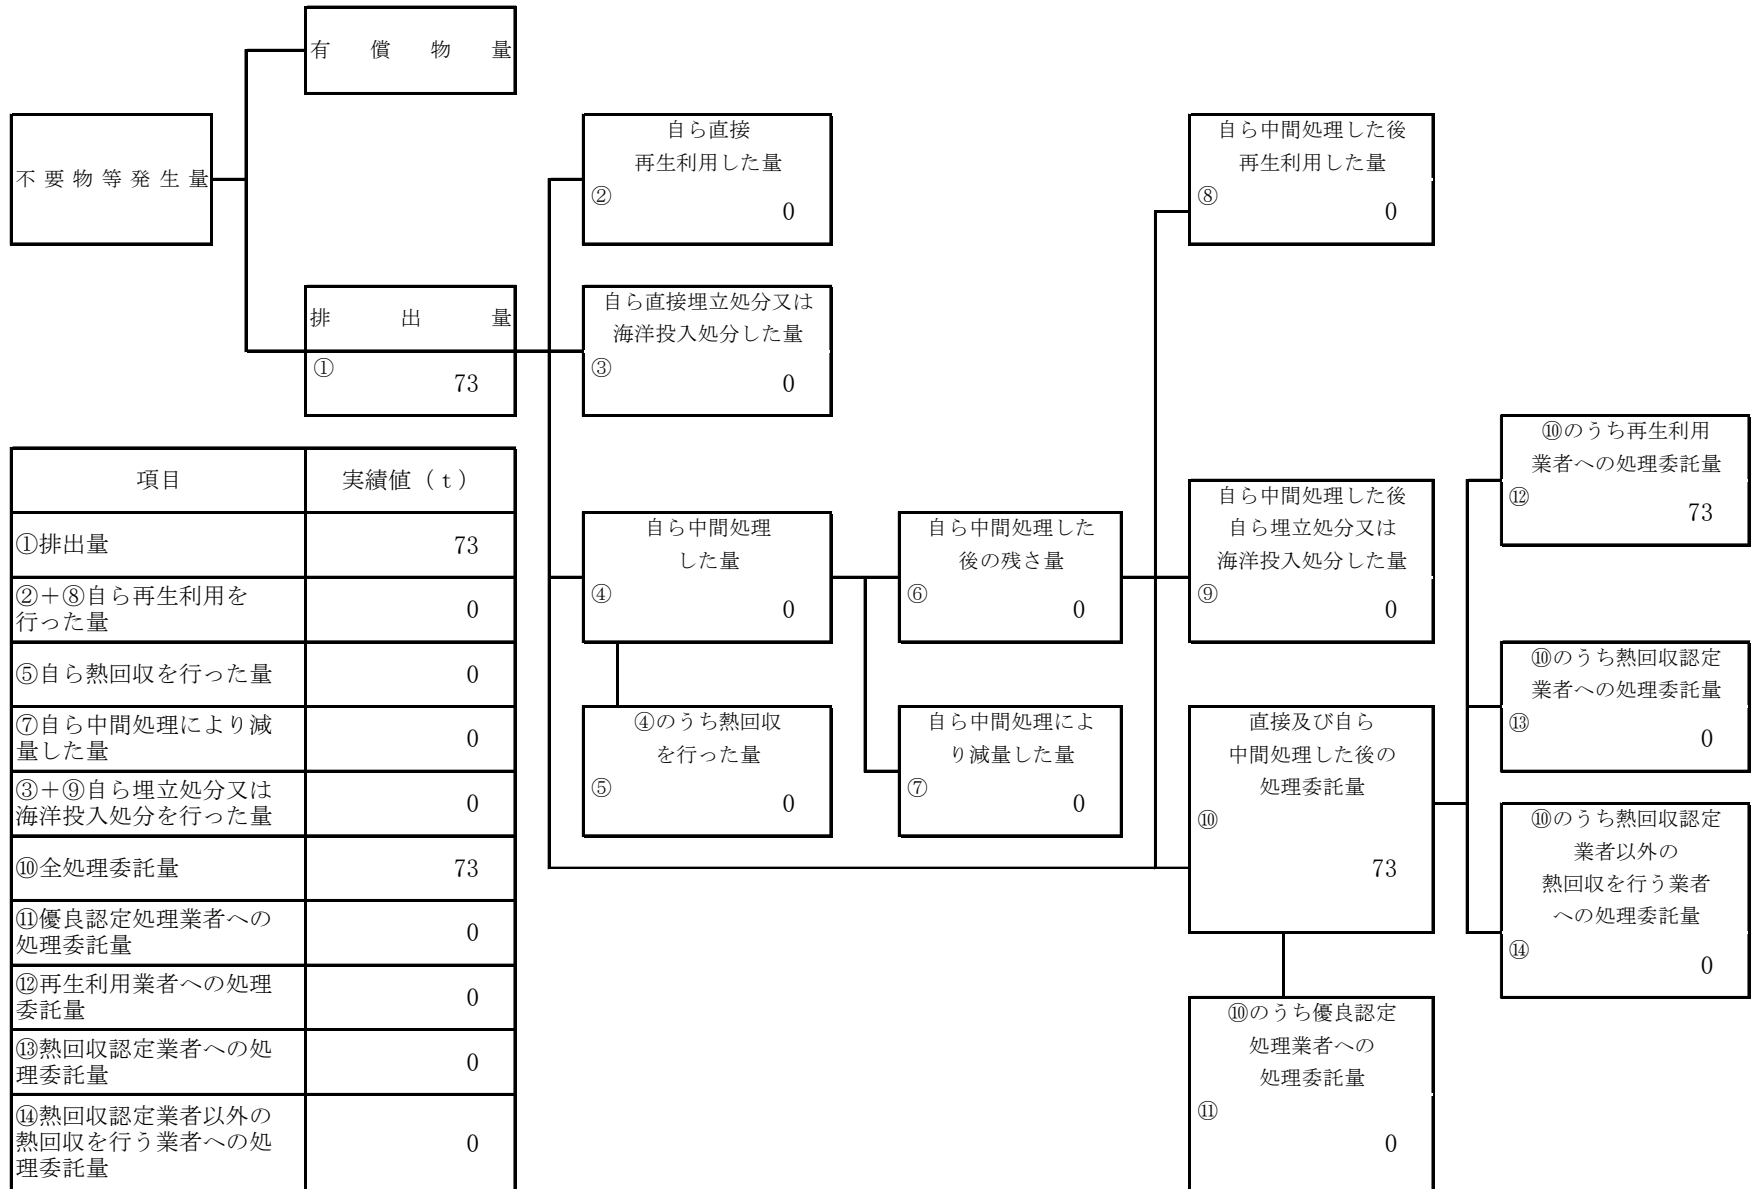 有償物量
不要物等発生量
排出量
①
73
自ら直接
再生利用した量
②
0
自ら直接埋立処分又は
海洋投入処分した量
③
0
自ら中間処理
した量
④
0
④のうち熱回収
を行った量
⑤
0
自ら中間処理した
後の残さ量
⑥
0
自ら中間処理によ
り減量した量
⑦
0
自ら中間処理した後
再生利用した量
⑧
0
自ら中間処理した後
自ら埋立処分又は
海洋投入処分した量
⑨
0
直接及び自ら
中間処理した後の
処理委託量
⑩
73
⑩のうち優良認定
処理業者への
処理委託量
⑪
0
⑩のうち再生利用
業者への処理委託量
⑫
73
⑩のうち熱回収認定
業者への処理委託量
⑬
0
⑩のうち熱回収認定
業者以外の
熱回収を行う業者
への処理委託量
⑭
0
項目 実績値（t）
①排出量 73
②＋⑧自ら再生利用を
行った量 0
⑤自ら熱回収を行った量 0
⑦自ら中間処理により減
量した量 0
③＋⑨自ら埋立処分又は
海洋投入処分を行った量 0
⑩全処理委託量 73
⑪優良認定処理業者への
処理委託量 0
⑫再生利用業者への処理
委託量 0
⑬熱回収認定業者への処
理委託量 0
⑭熱回収認定業者以外の
熱回収を行う業者への処
理委託量 0